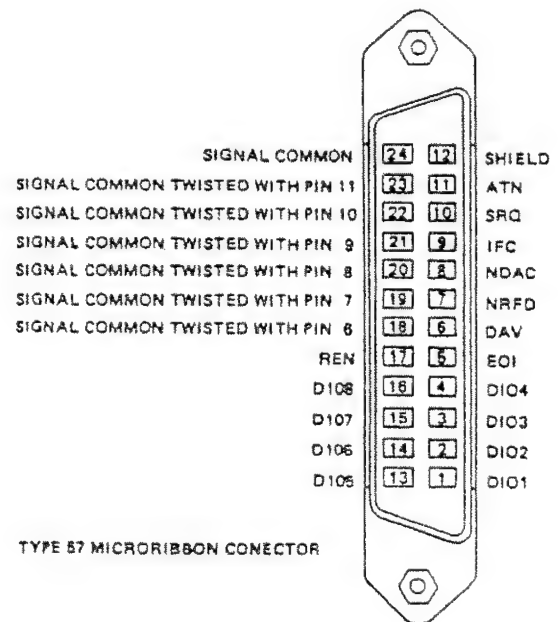 SIGNAL COMMON 24 12 SHIELD
SIGNAL COMMON TWISTED WITH PIN 11 23 11 ATN
SIGNAL COMMON TWISTED WITH PIN 10 22 10 SRQ
SIGNAL COMMON TWISTED WITH PIN 9 21 9 IFC
SIGNAL COMMON TWISTED WITH PIN 8 20 8 NDAC
SIGNAL COMMON TWISTED WITH PIN 7 19 7 NRFD
SIGNAL COMMON TWISTED WITH PIN 6 18 6 DAV
REN 17 5 EOI
D108 16 4 DIO4
D107 15 3 DIO3
D106 14 2 DIO2
D105 13 1 DIO1
TYPE 57 MICRORIBBON CONECTOR